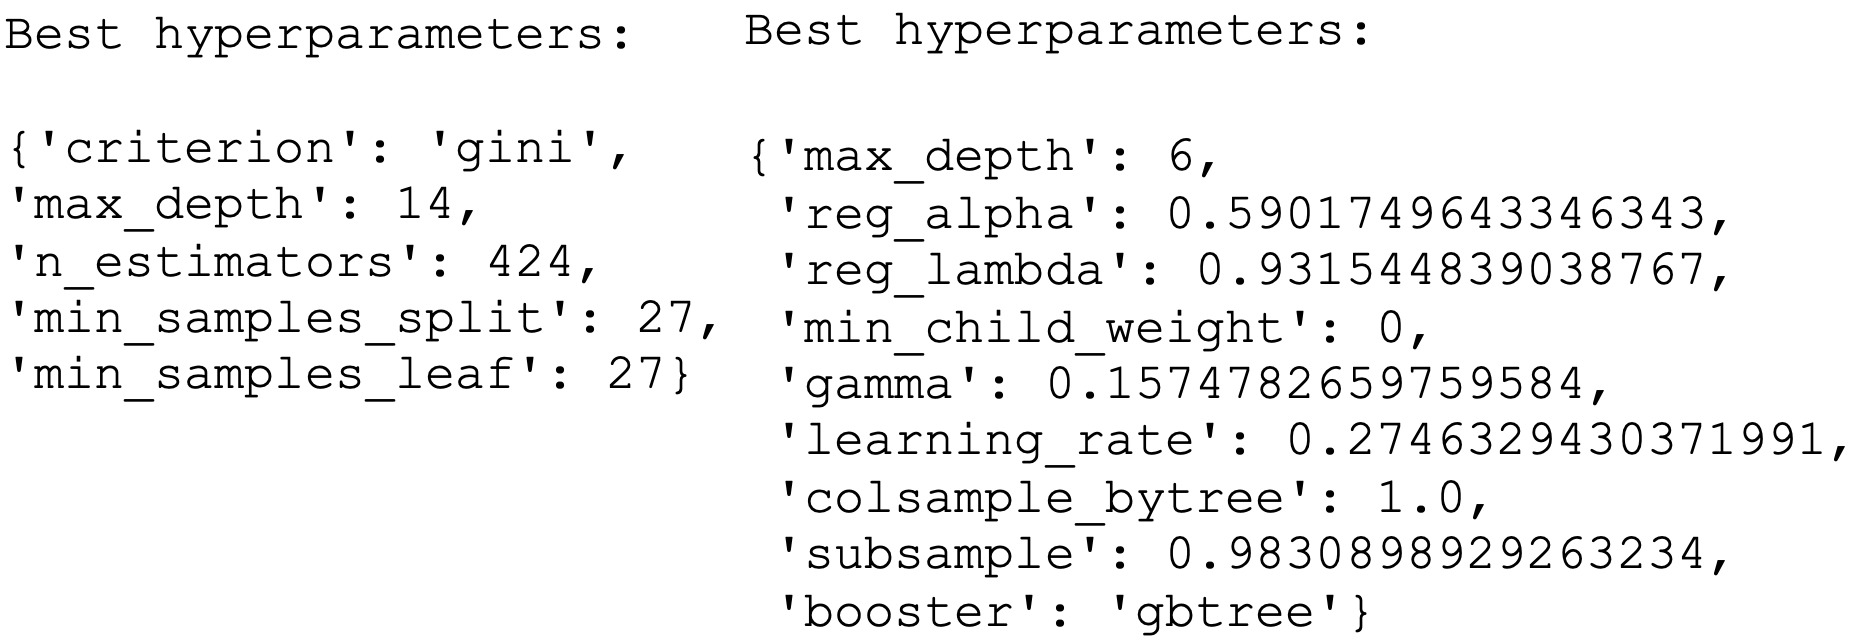 Best hyperparameters:
{'criterion': 'gini',
'max_depth': 14,
'n_estimators': 424,
'min_samples_split': 27,
'min_samples_leaf': 27}
Best hyperparameters:
{'max_depth': 6,
'reg_alpha': 0.5901749643346343,
'reg_lambda': 0.931544839038767,
'min_child_weight': 0,
'gamma': 0.1574782659759584,
'learning_rate': 0.2746329430371991,
'colsample_bytree': 1.0,
'subsample': 0.9830898929263234,
'booster': 'gbtree'}